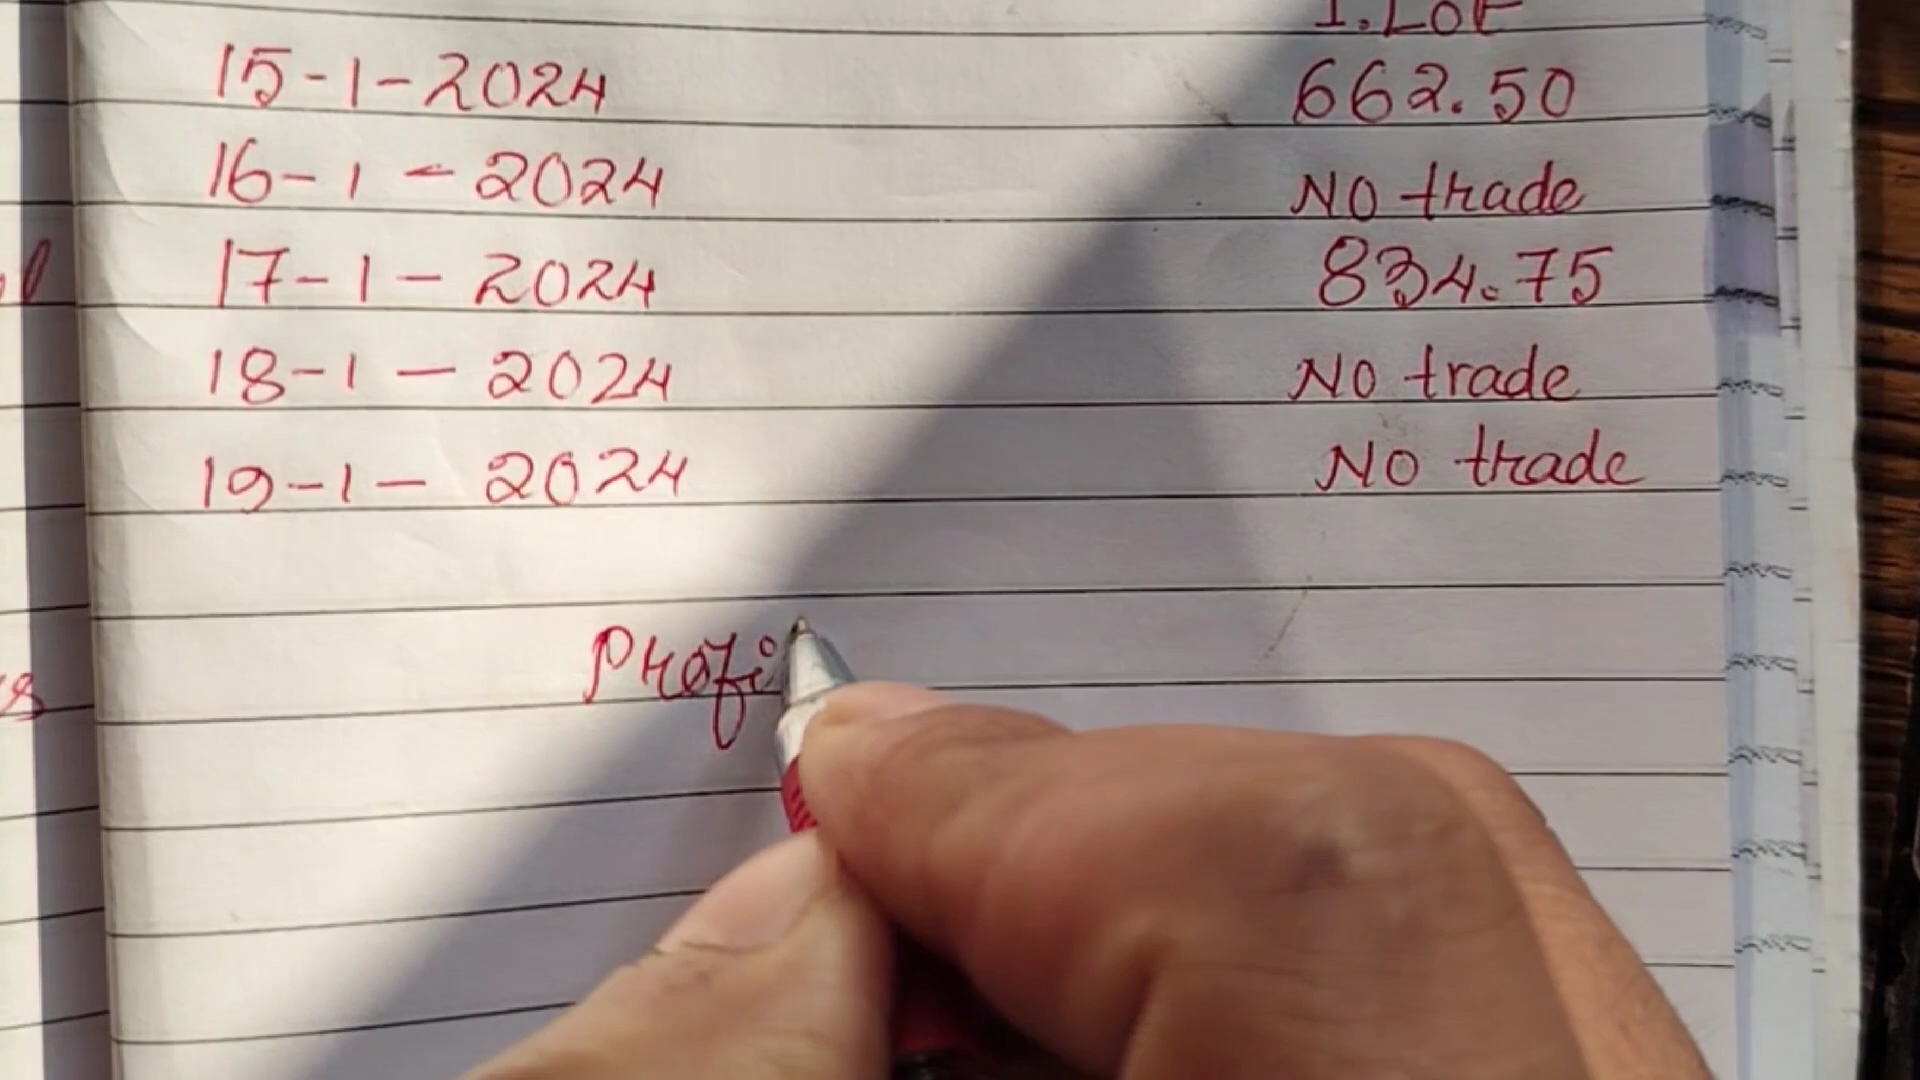 1.Lot
15-1-2024 662.50
16-1-2024 NO trade
17-1-2024 834.75
18-1-2024 NO trade
19-1-2024 NO trade
Profi